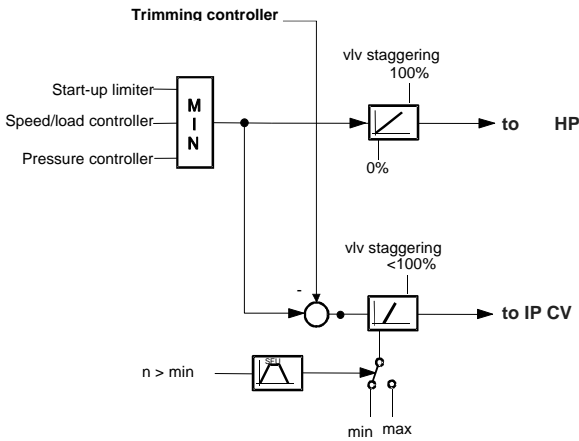 Trimming controller
vlv staggering
100%
Start-up limiter
Speed/load controller
Pressure controller
M
I
N
to HP
0%
vlv staggering
<100%
-
to IP CV
n > min
min max